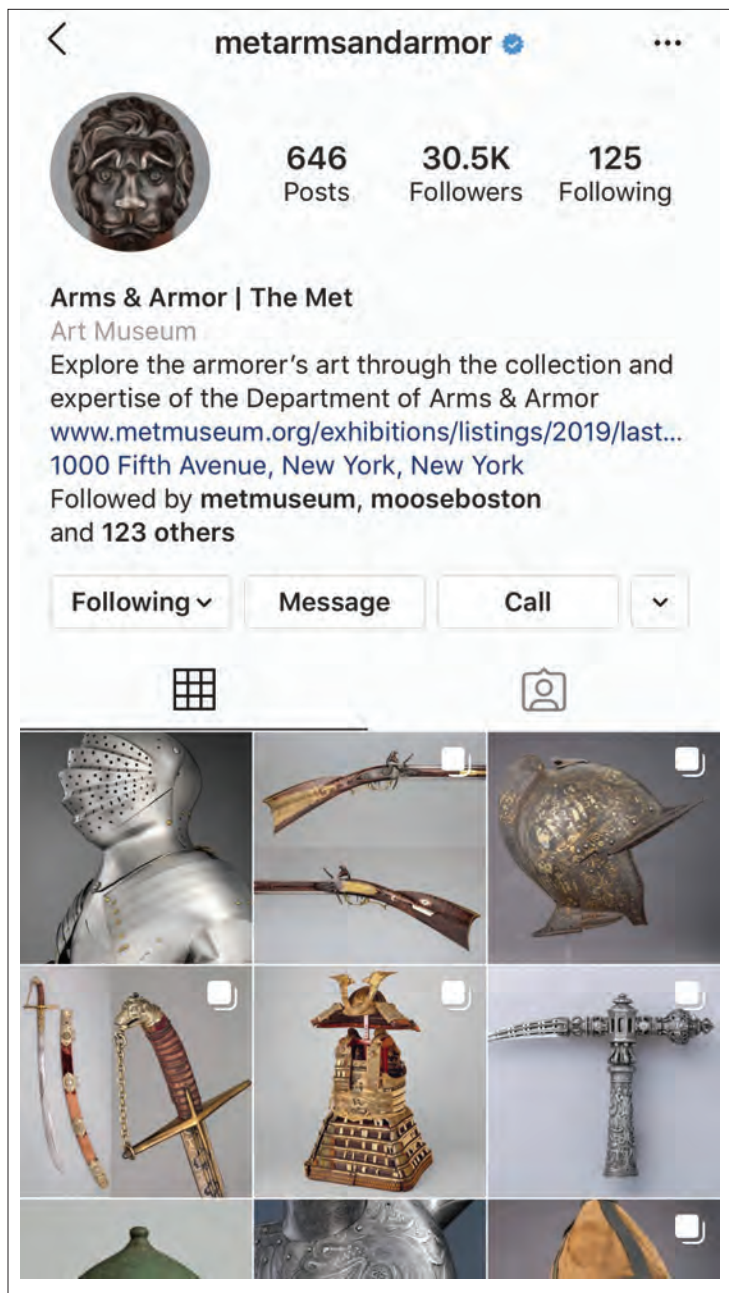 metarmsandarmor
646 30.5K 125
Posts Followers Following
Arms & Armor | The Met
Art Museum
Explore the armorer’s art through the collection and
expertise of the Department of Arms & Armor
www.metmuseum.org/exhibitions/listings/2019/last...
1000 Fifth Avenue, New York, New York
Followed by metmuseum, mooseboston
and 123 others
Following Message Call